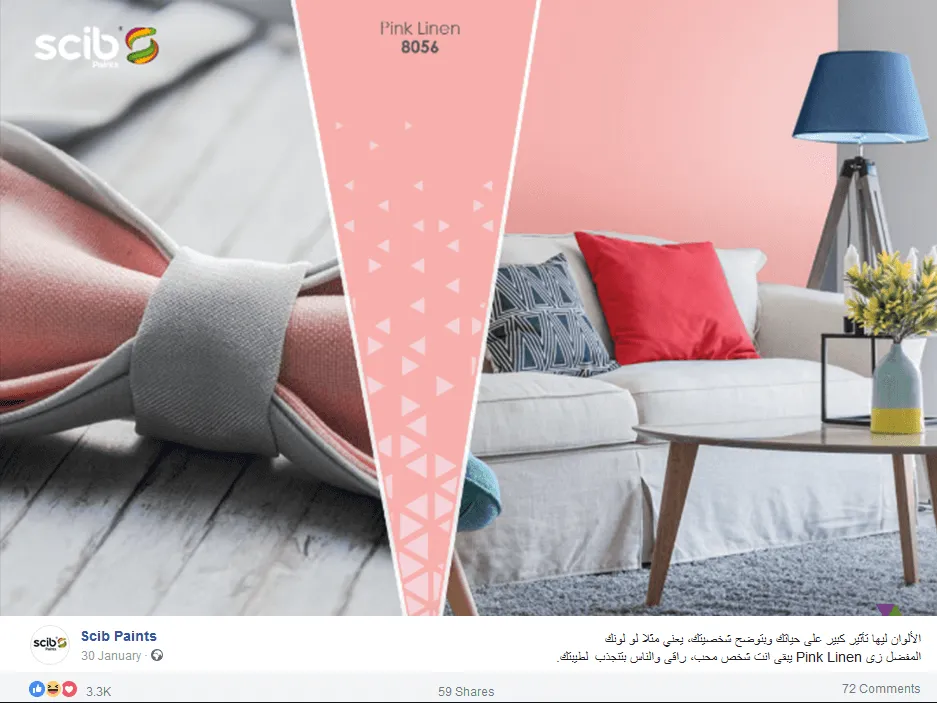 scib
Paints
Pink Linen
8056
scib
Paints
Scib Paints
30 January ·
الألوان ليها تأثير كبير على حياتك وبتوضح شخصيتك، يعني مثلا لو لونك
المفضل زى Pink Linen يبقى انت شخص محب، راقى والناس بتنجذب لطيبتك.
3.3K
59 Shares
72 Comments